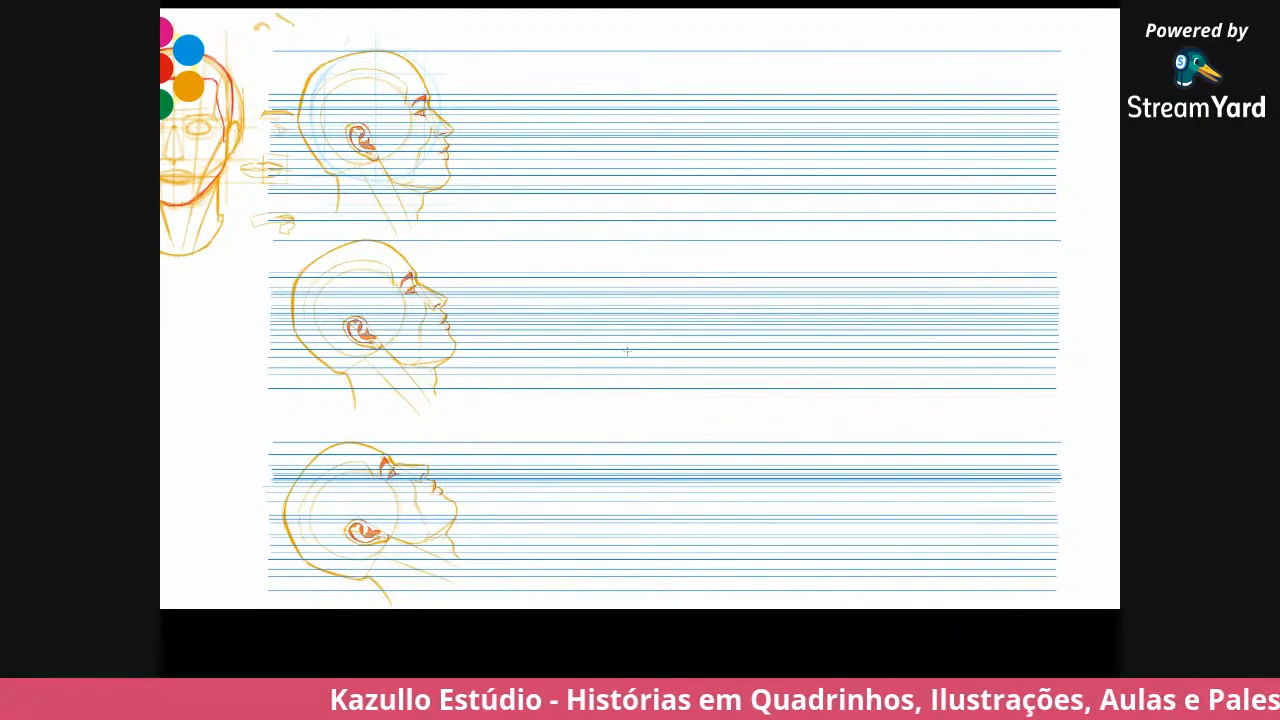 Powered by
StreamYard
Kazullo Estúdio - Histórias em Quadrinhos, Ilustrações, Aulas e Pales